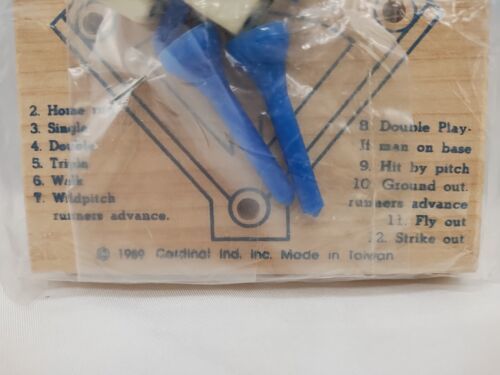 2. Home run
3. Single
4. Double
5. Triple
6. Walk
7. Wildpitch
runners advance.
8. Double Play-
If man on base
9. Hit by pitch
10. Ground out.
runners advance
11. Fly out
12. Strike out
© 1989 Cardinal Ind. Inc. Made in Taiwan